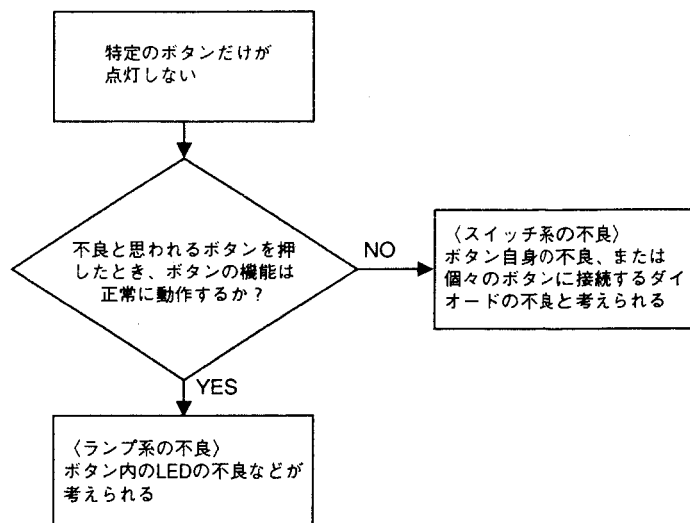 特定のボタンだけが
点灯しない
不良と思われるボタンを押
したとき、ボタンの機能は
正常に動作するか？
NO
〈スイッチ系の不良〉
ボタン自身の不良、または
個々のボタンに接続するダイ
オードの不良と考えられる
YES
〈ランプ系の不良〉
ボタン内のLEDの不良などが
考えられる